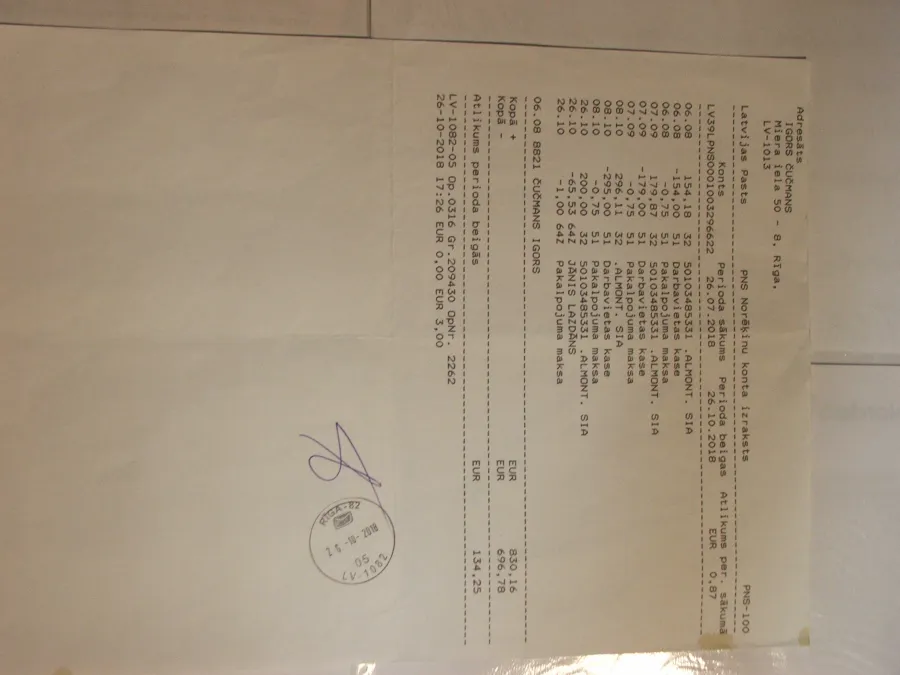 Adresāts
IGORS ČUČMANS
Miera iela 50 - 8, Rīga,
LV-1013
PNS-100
Latvijas Pasts PNS Norēķinu konta izraksts
Konts Perioda sākums Perioda beigas Atlikums per. sākumā
LV39LPNS0001003296622 26.07.2018 26.10.2018 EUR 0,87
06.08 154,18 32 50103485331 .ALMONT. SIA
06.08 -154,00 51 Darbavietas kase
06.08 -0,75 51 Pakalpojuma maksa
07.09 179,87 32 50103485331 .ALMONT. SIA
07.09 -179,00 51 Darbavietas kase
07.09 -0,75 51 Pakalpojuma maksa
08.10 296,11 32 .ALMONT. SIA
08.10 -295,00 51 Darbavietas kase
08.10 -0,75 51 Pakalpojuma maksa
26.10 200,00 32 50103485331 .ALMONT. SIA
26.10 -65,53 64Z JĀNIS LAZDĀNS
26.10 -1,00 64Z Pakalpojuma maksa
06.08 8821 ČUČMANS IGORS
Kopā + EUR 830,16
Kopā - EUR 696,78
Atlikums perioda beigās EUR 134,25
LV-1082-05 Op.0316 Gr.209430 OpNr. 2262
26-10-2018 17:26 EUR 0,00 EUR 3,00
RĪGA-82
26-10-2018
05
LV-1082